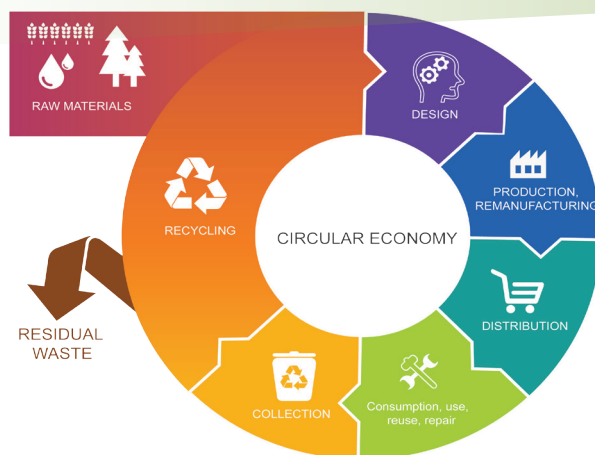 RAW MATERIALS
DESIGN
PRODUCTION,
REMANUFACTURING
RECYCLING
CIRCULAR ECONOMY
DISTRIBUTION
RESIDUAL
WASTE
COLLECTION
Consumption, use,
reuse, repair